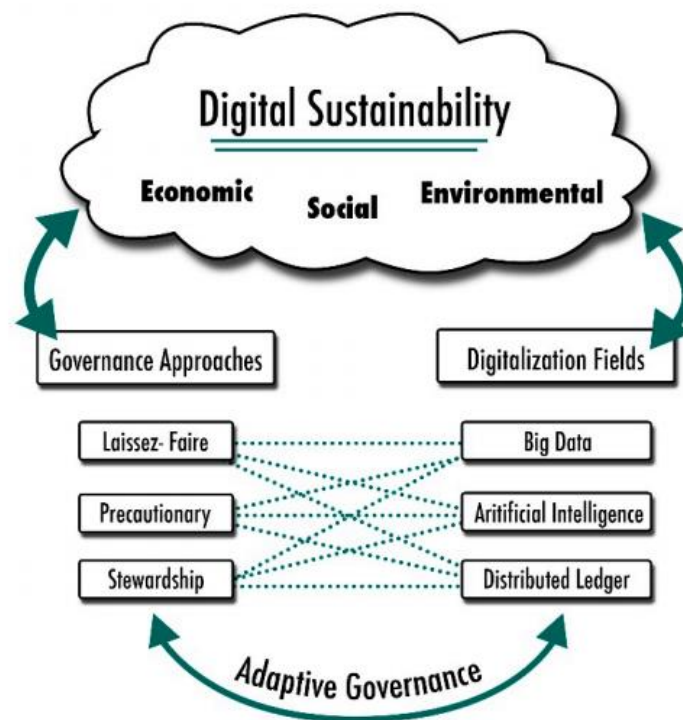 Digital Sustainability
Economic
Social
Environmental
Governance Approaches
Digitalization Fields
Laissez- Faire
Big Data
Precautionary
Aritificial Intelligence
Stewardship
Distributed Ledger
Adaptive Governance